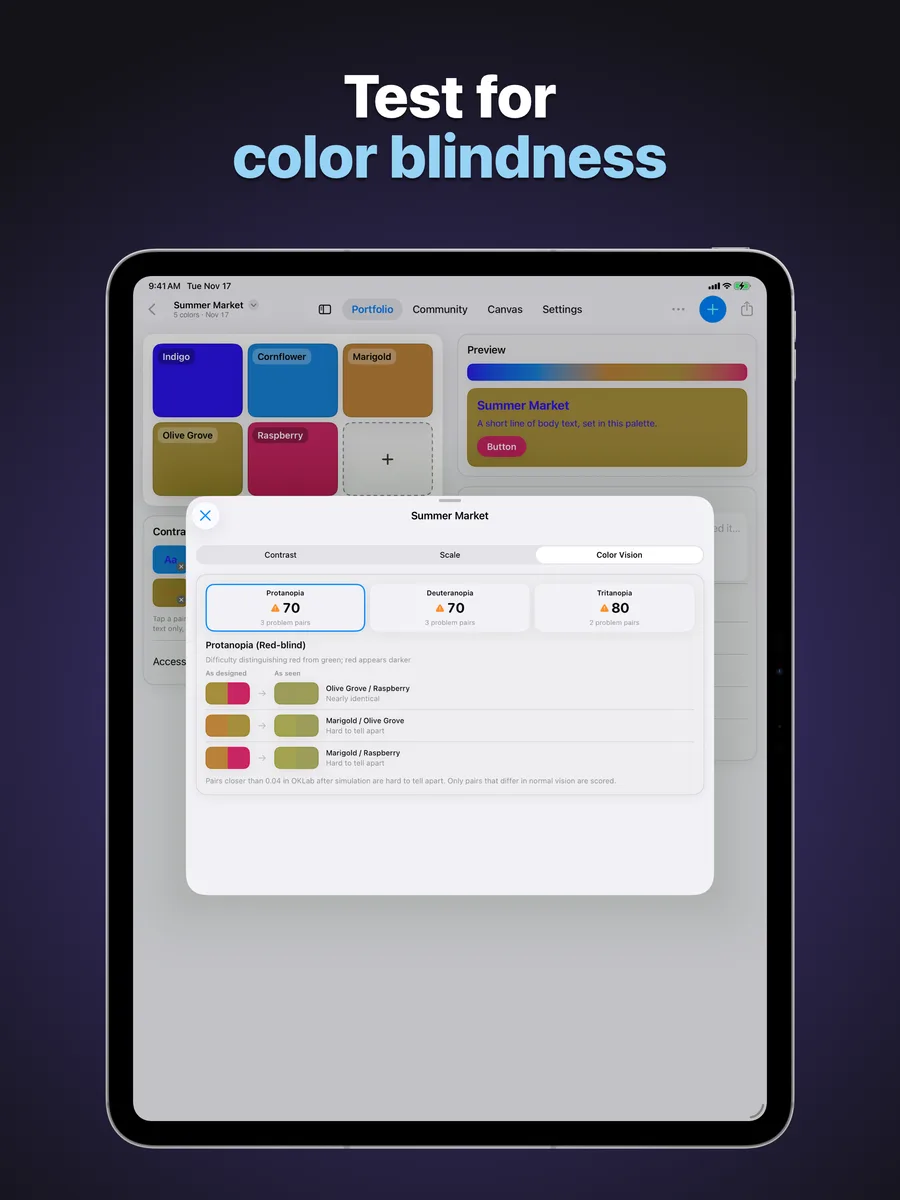 Test for
color blindness
9:41 AM Tue Nov 17
Summer Market
5 colors · Nov 17
Portfolio
Community
Canvas
Settings
Indigo
Cornflower
Marigold
Olive Grove
Raspberry
+
Preview
Summer Market
A short line of body text, set in this palette.
Button
Contra
Aa
Tap a pai
text only,
Access
ed it...
Summer Market
Contrast
Scale
Color Vision
Protanopia
70
3 problem pairs
Deuteranopia
70
3 problem pairs
Tritanopia
80
2 problem pairs
Protanopia (Red-blind)
Difficulty distinguishing red from green; red appears darker
As designed
As seen
Olive Grove / Raspberry
Nearly identical
Marigold / Olive Grove
Hard to tell apart
Marigold / Raspberry
Hard to tell apart
Pairs closer than 0.04 in OKLab after simulation are hard to tell apart. Only pairs that differ in normal vision are scored.